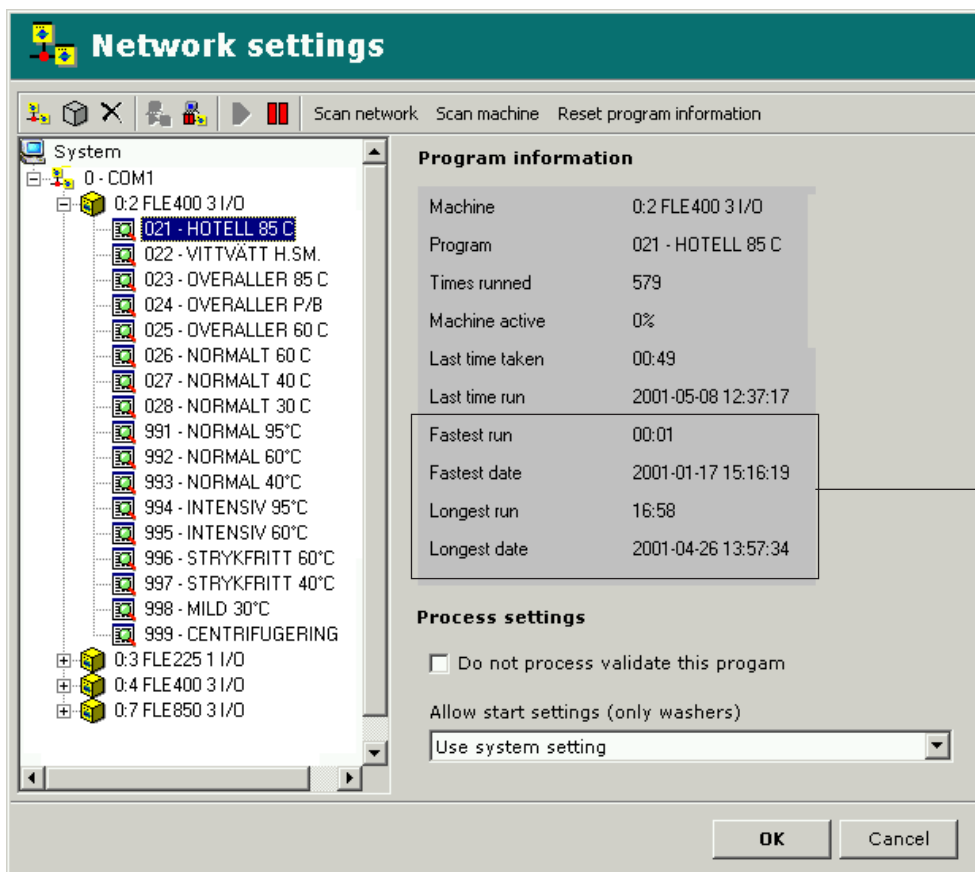 Network settings
Scan network Scan machine Reset program information
System
0 - COM1
0:2 FLE400 3 I/O
021 - HOTELL 85 C
022 - VITTVÄTT H.SM.
023 - OVERALLER 85 C
024 - OVERALLER P/B
025 - OVERALLER 60 C
026 - NORMALT 60 C
027 - NORMALT 40 C
028 - NORMALT 30 C
991 - NORMAL 95°C
992 - NORMAL 60°C
993 - NORMAL 40°C
994 - INTENSIV 95°C
995 - INTENSIV 60°C
996 - STRYKFRITT 60°C
997 - STRYKFRITT 40°C
998 - MILD 30°C
999 - CENTRIFUGERING
0:3 FLE225 1 I/O
0:4 FLE400 3 I/O
0:7 FLE850 3 I/O
Program information
Machine 0:2 FLE400 3 I/O
Program 021 - HOTELL 85 C
Times runned 579
Machine active 0%
Last time taken 00:49
Last time run 2001-05-08 12:37:17
Fastest run 00:01
Fastest date 2001-01-17 15:16:19
Longest run 16:58
Longest date 2001-04-26 13:57:34
Process settings
Do not process validate this progam
Allow start settings (only washers)
Use system setting
OK Cancel